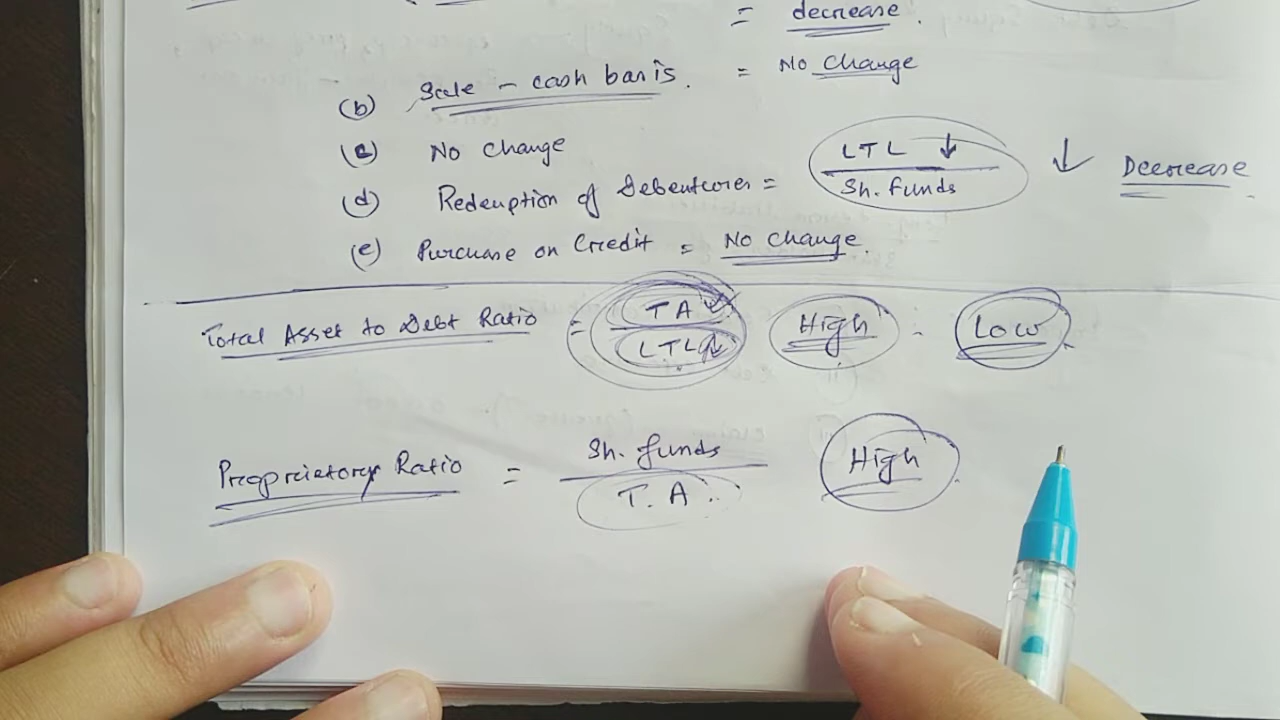 = decrease.
(b) Sale - cash basis. = No change
(c) No change
(d) Redemption of Debentures = LTL ↓ / Sh. funds ↓ Decrease
(e) Purchase on Credit = No change.
Total Asset to Debt Ratio = TA / LTL High : Low
Proprietory Ratio = Sh. funds / T. A. High